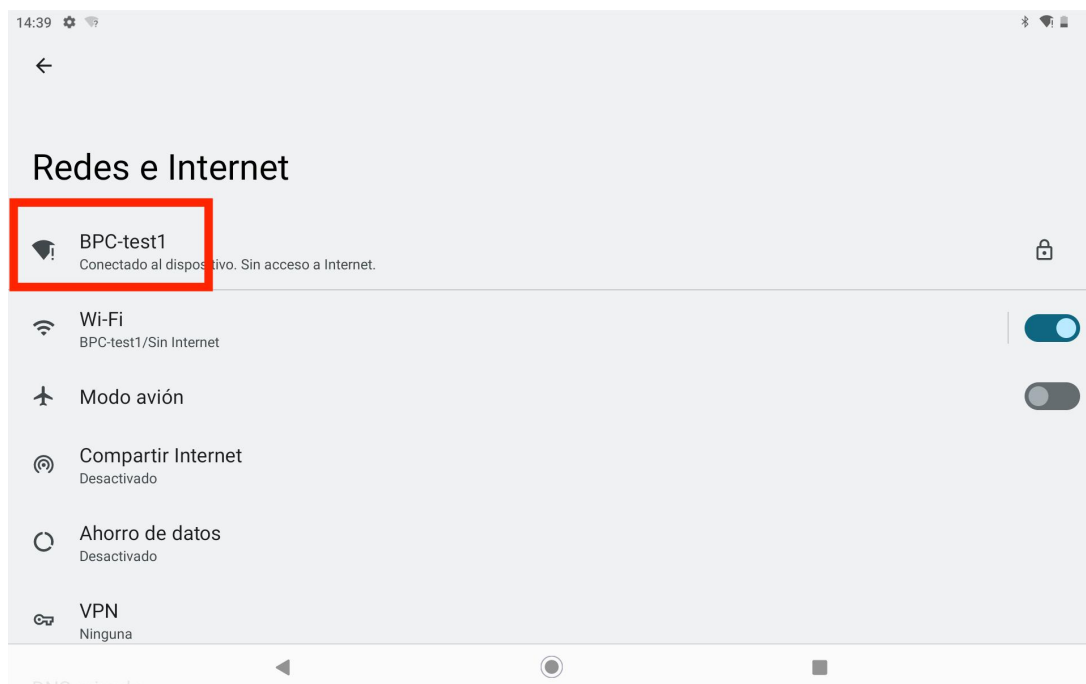 14:39
Redes e Internet
BPC-test1
Conectado al dispositivo. Sin acceso a Internet.
Wi-Fi
BPC-test1/Sin Internet
Modo avión
Compartir Internet
Desactivado
Ahorro de datos
Desactivado
VPN
Ninguna